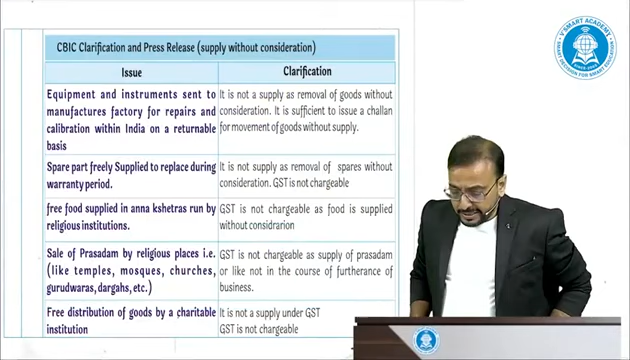 CBIC Clarification and Press Release (supply without consideration)
Issue
Clarification
Equipment and instruments sent to
manufactures factory for repairs and
calibration within India on a returnable
basis
It is not a supply as removal of goods without
consideration. It is sufficient to issue a challan
for movement of goods without supply.
Spare part freely Supplied to replace during
warranty period.
It is not supply as removal of spares without
consideration. GST is not chargeable
free food supplied in anna kshetras run by
religious institutions.
GST is not chargeable as food is supplied
without considrarion
Sale of Prasadam by religious places i.e.
(like temples, mosques, churches,
gurudwaras, dargahs, etc.)
GST is not chargeable as supply of prasadam
or like not in the course of furtherance of
business.
Free distribution of goods by a charitable
institution
It is not a supply under GST
GST is not chargeable
V'SMART ACADEMY